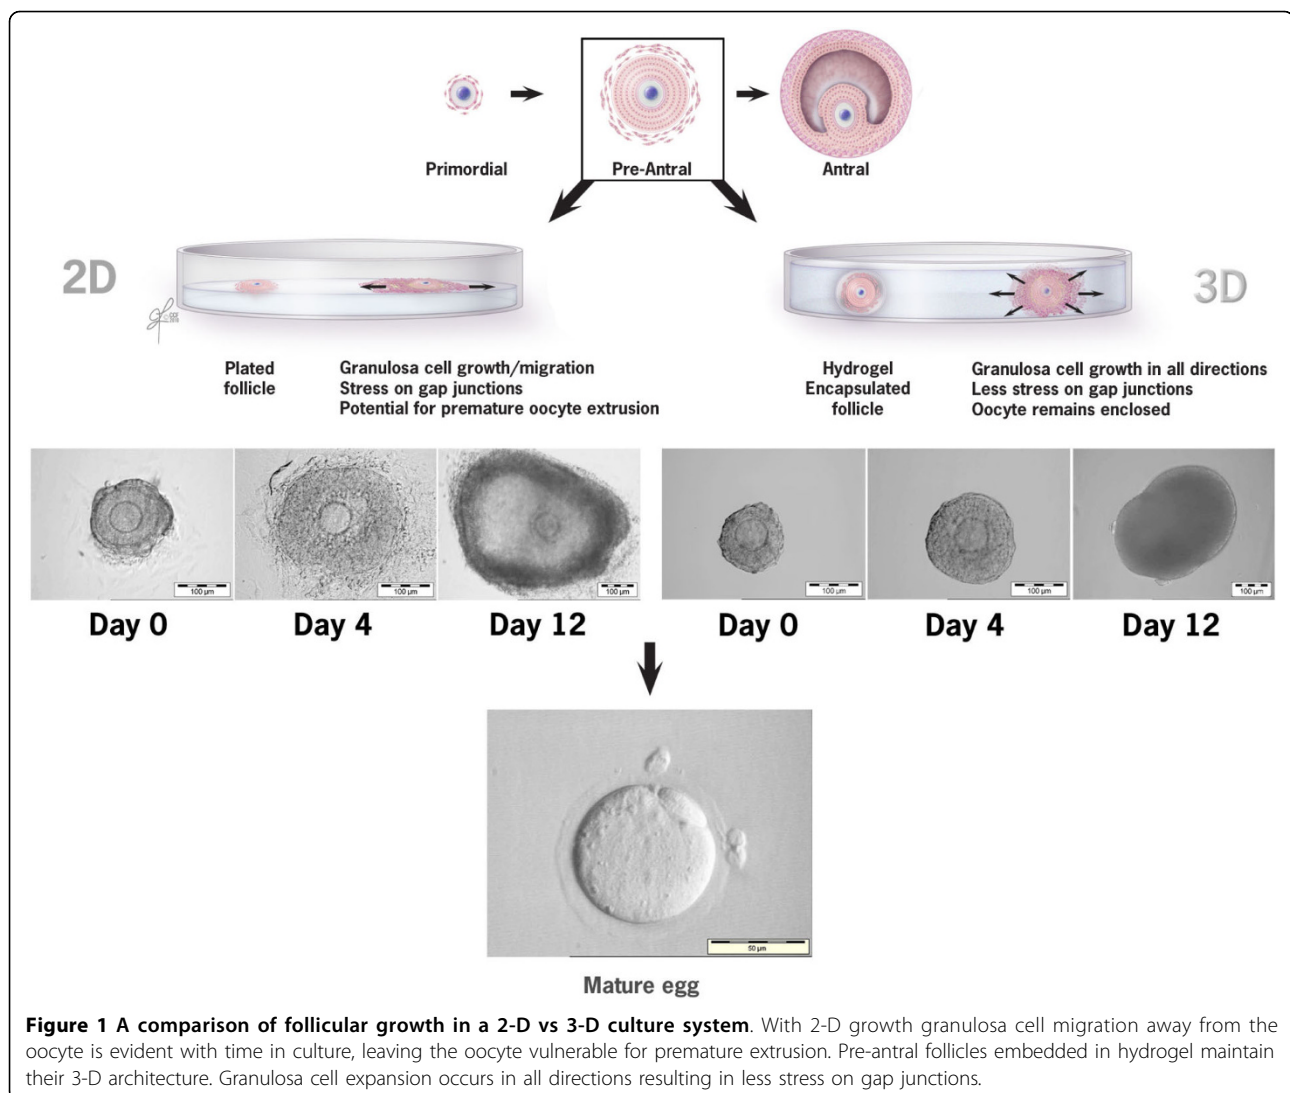 Primordial
Pre-Antral
Antral
2D
3D
Plated
follicle
Granulosa cell growth/migration
Stress on gap junctions
Potential for premature oocyte extrusion
Hydrogel
Encapsulated
follicle
Granulosa cell growth in all directions
Less stress on gap junctions
Oocyte remains enclosed
100 µm
100 µm
100 µm
100 µm
100 µm
100 µm
Day 0
Day 4
Day 12
Day 0
Day 4
Day 12
50 µm
Mature egg
Figure 1 A comparison of follicular growth in a 2-D vs 3-D culture system. With 2-D growth granulosa cell migration away from the
oocyte is evident with time in culture, leaving the oocyte vulnerable for premature extrusion. Pre-antral follicles embedded in hydrogel maintain
their 3-D architecture. Granulosa cell expansion occurs in all directions resulting in less stress on gap junctions.